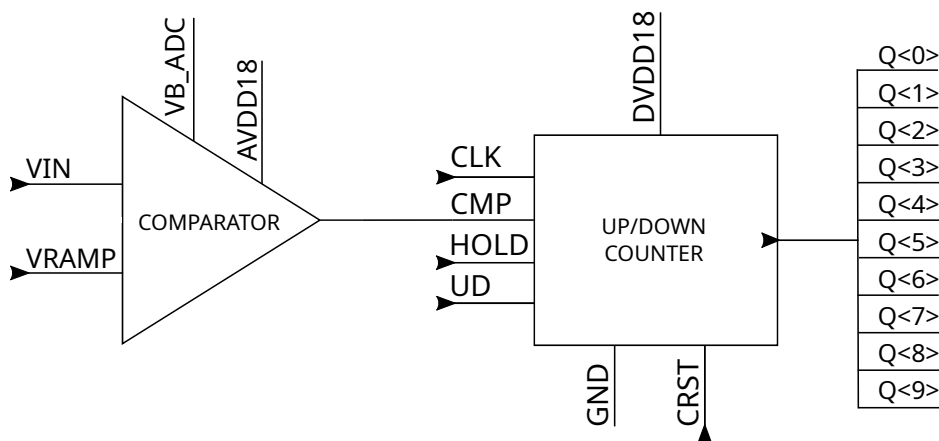 VB_ADC
AVDD18
VIN
VRAMP
COMPARATOR
DVDD18
CLK
CMP
HOLD
UD
UP/DOWN
COUNTER
GND
CRST
Q<0>
Q<1>
Q<2>
Q<3>
Q<4>
Q<5>
Q<6>
Q<7>
Q<8>
Q<9>